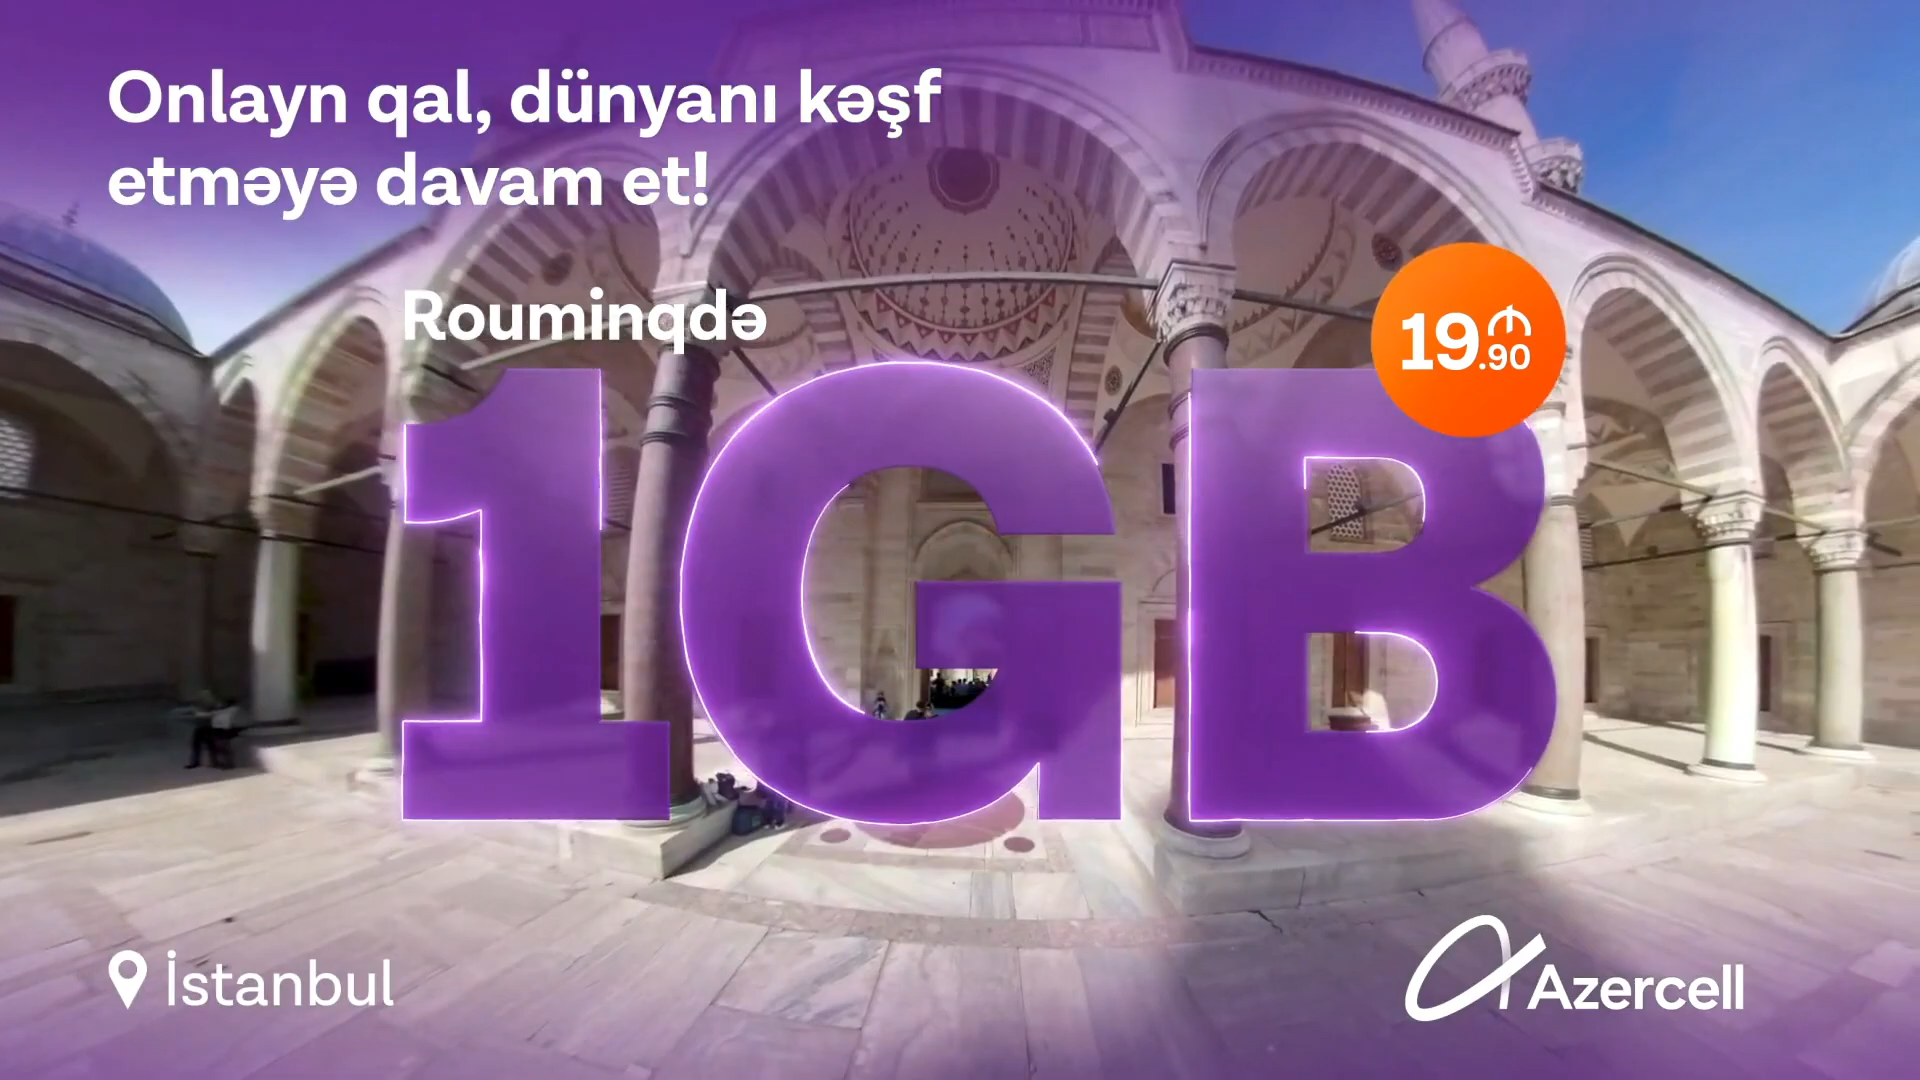 Onlayn qal, dünyanı kəşf
etməyə davam et!
Rouminqdə
1GB
19.90 ₼
İstanbul
Azercell